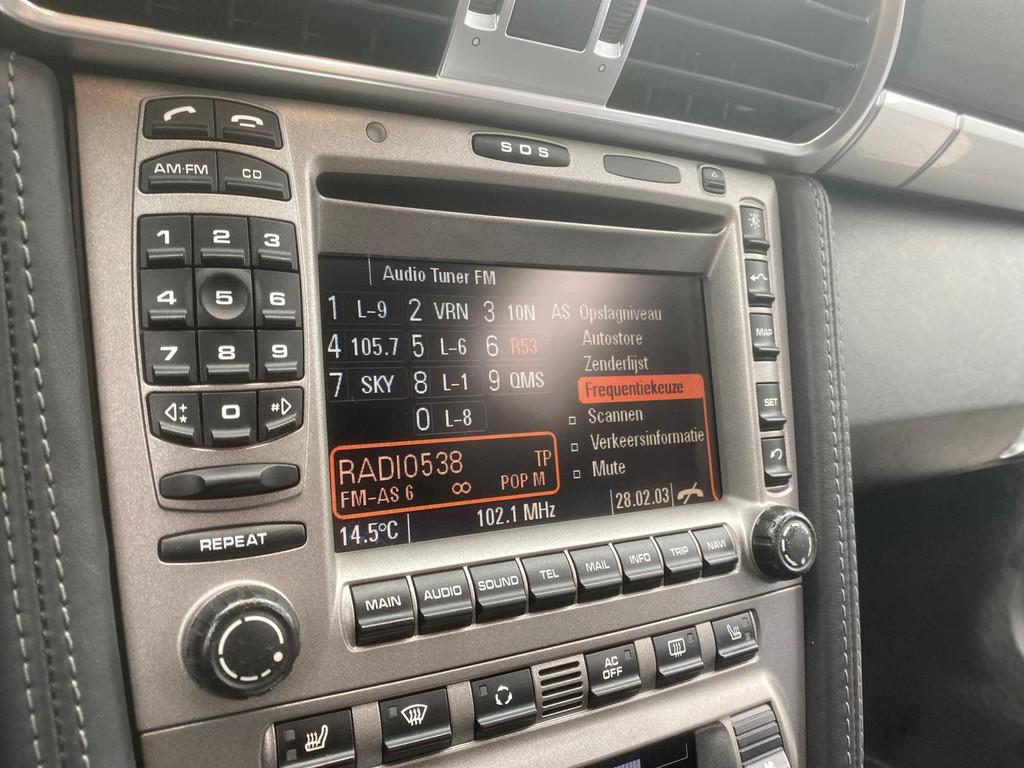 SOS
AM·FM CD
1 2 3
4 5 6
7 8 9
* 0 #
REPEAT
Audio Tuner FM
1 L-9 2 VRN 3 10N AS
4 105.7 5 L-6 6 R53
7 SKY 8 L-1 9 QMS
0 L-8
Opslagniveau
Autostore
Zenderlijst
Frequentiekeuze
Scannen
Verkeersinformatie
Mute
RADIO538 TP
FM-AS 6 ∞ POP M
14.5°C 102.1 MHz 28.02.03
MAP
SET
MAIN AUDIO SOUND TEL MAIL INFO TRIP NAVI
AC
OFF